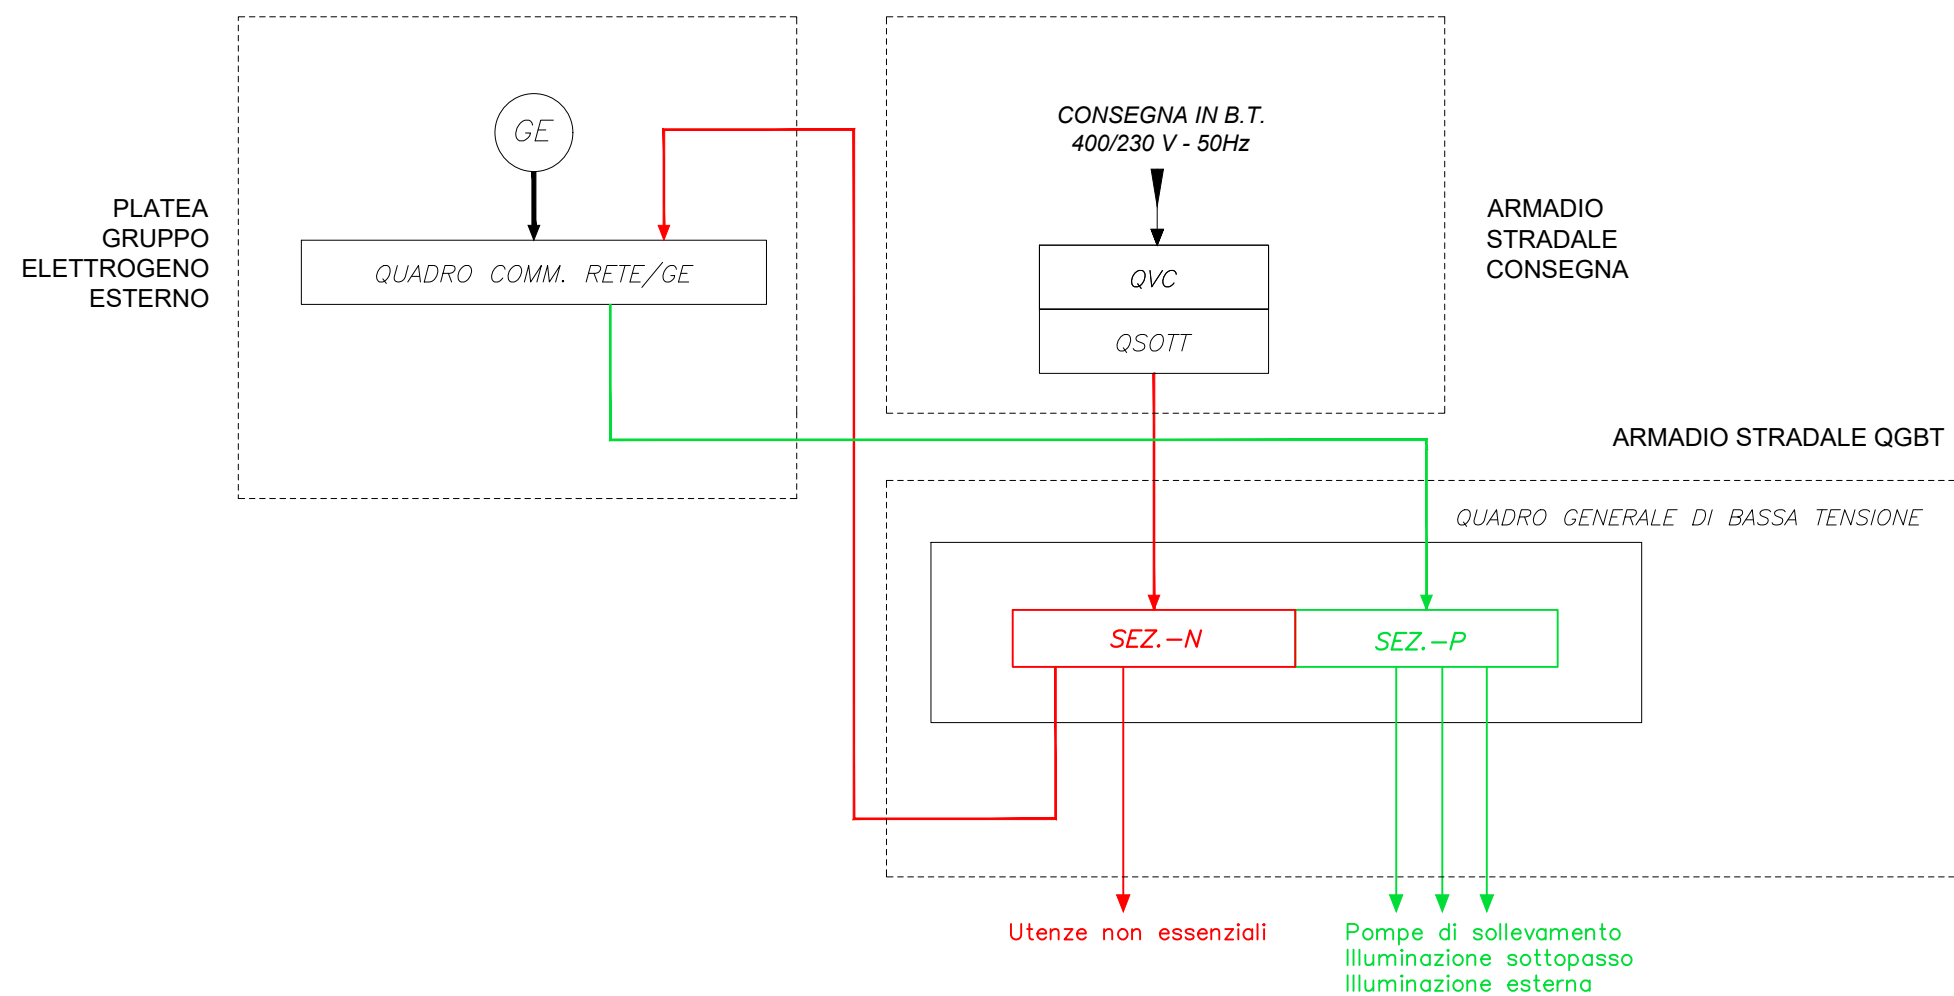 PLATEA
GRUPPO
ELETTROGENO
ESTERNO
GE
QUADRO COMM. RETE/GE
CONSEGNA IN B.T.
400/230 V - 50Hz
QVC
QSOTT
ARMADIO
STRADALE
CONSEGNA
ARMADIO STRADALE QGBT
QUADRO GENERALE DI BASSA TENSIONE
SEZ.-N
SEZ.-P
Utenze non essenziali
Pompe di sollevamento
Illuminazione sottopasso
Illuminazione esterna